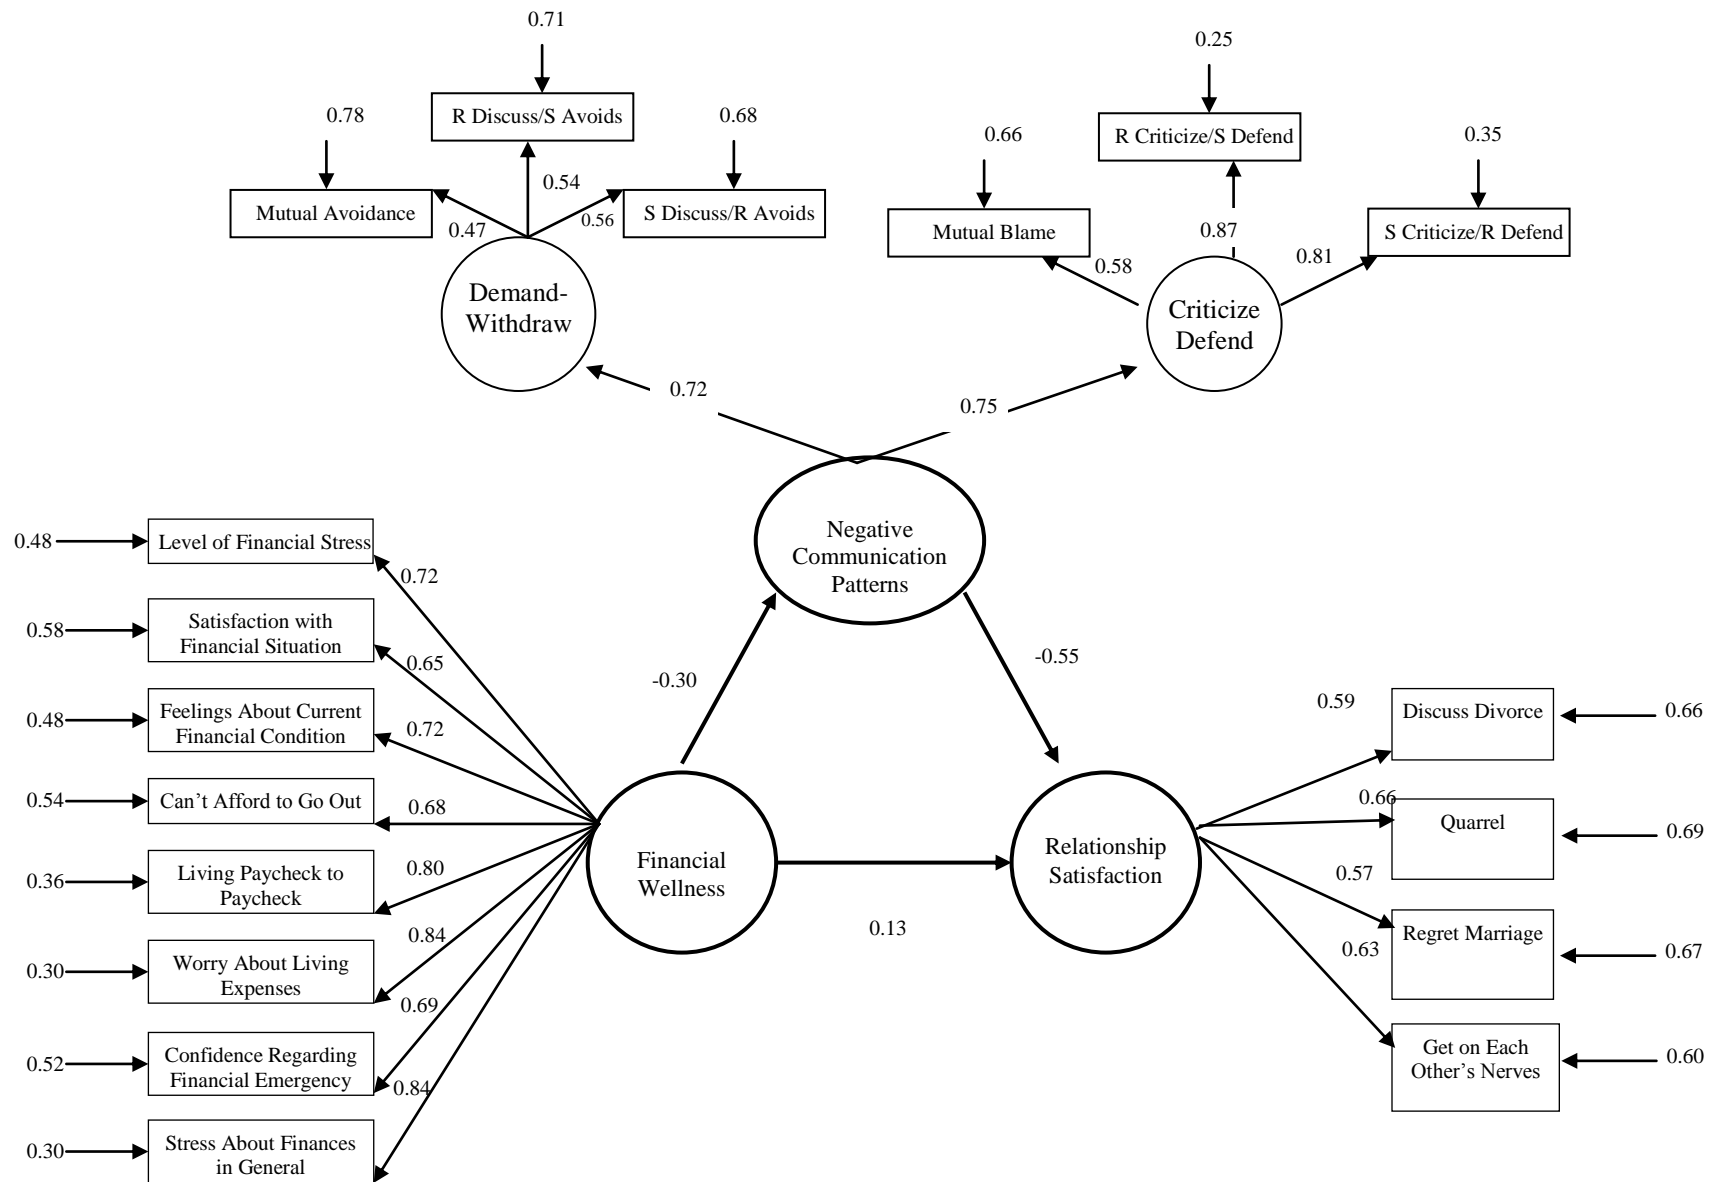 0.71
0.25
0.78
R Discuss/S Avoids
0.68
0.66
R Criticize/S Defend
0.35
0.54
Mutual Avoidance
0.47
0.56
S Discuss/R Avoids
Mutual Blame
0.87
S Criticize/R Defend
0.58
0.81
Demand-
Withdraw
Criticize
Defend
0.72
0.75
Negative
Communication
Patterns
0.48
Level of Financial Stress
0.72
0.58
Satisfaction with
Financial Situation
0.65
-0.30
-0.55
0.48
Feelings About Current
Financial Condition
0.72
0.59
Discuss Divorce
0.66
0.54
Can’t Afford to Go Out
0.68
0.66
Quarrel
0.69
0.36
Living Paycheck to
Paycheck
0.80
Financial
Wellness
Relationship
Satisfaction
0.57
0.13
0.84
Regret Marriage
0.63
0.67
0.30
Worry About Living
Expenses
0.69
0.52
Confidence Regarding
Financial Emergency
0.84
Get on Each
Other’s Nerves
0.60
0.30
Stress About Finances
in General